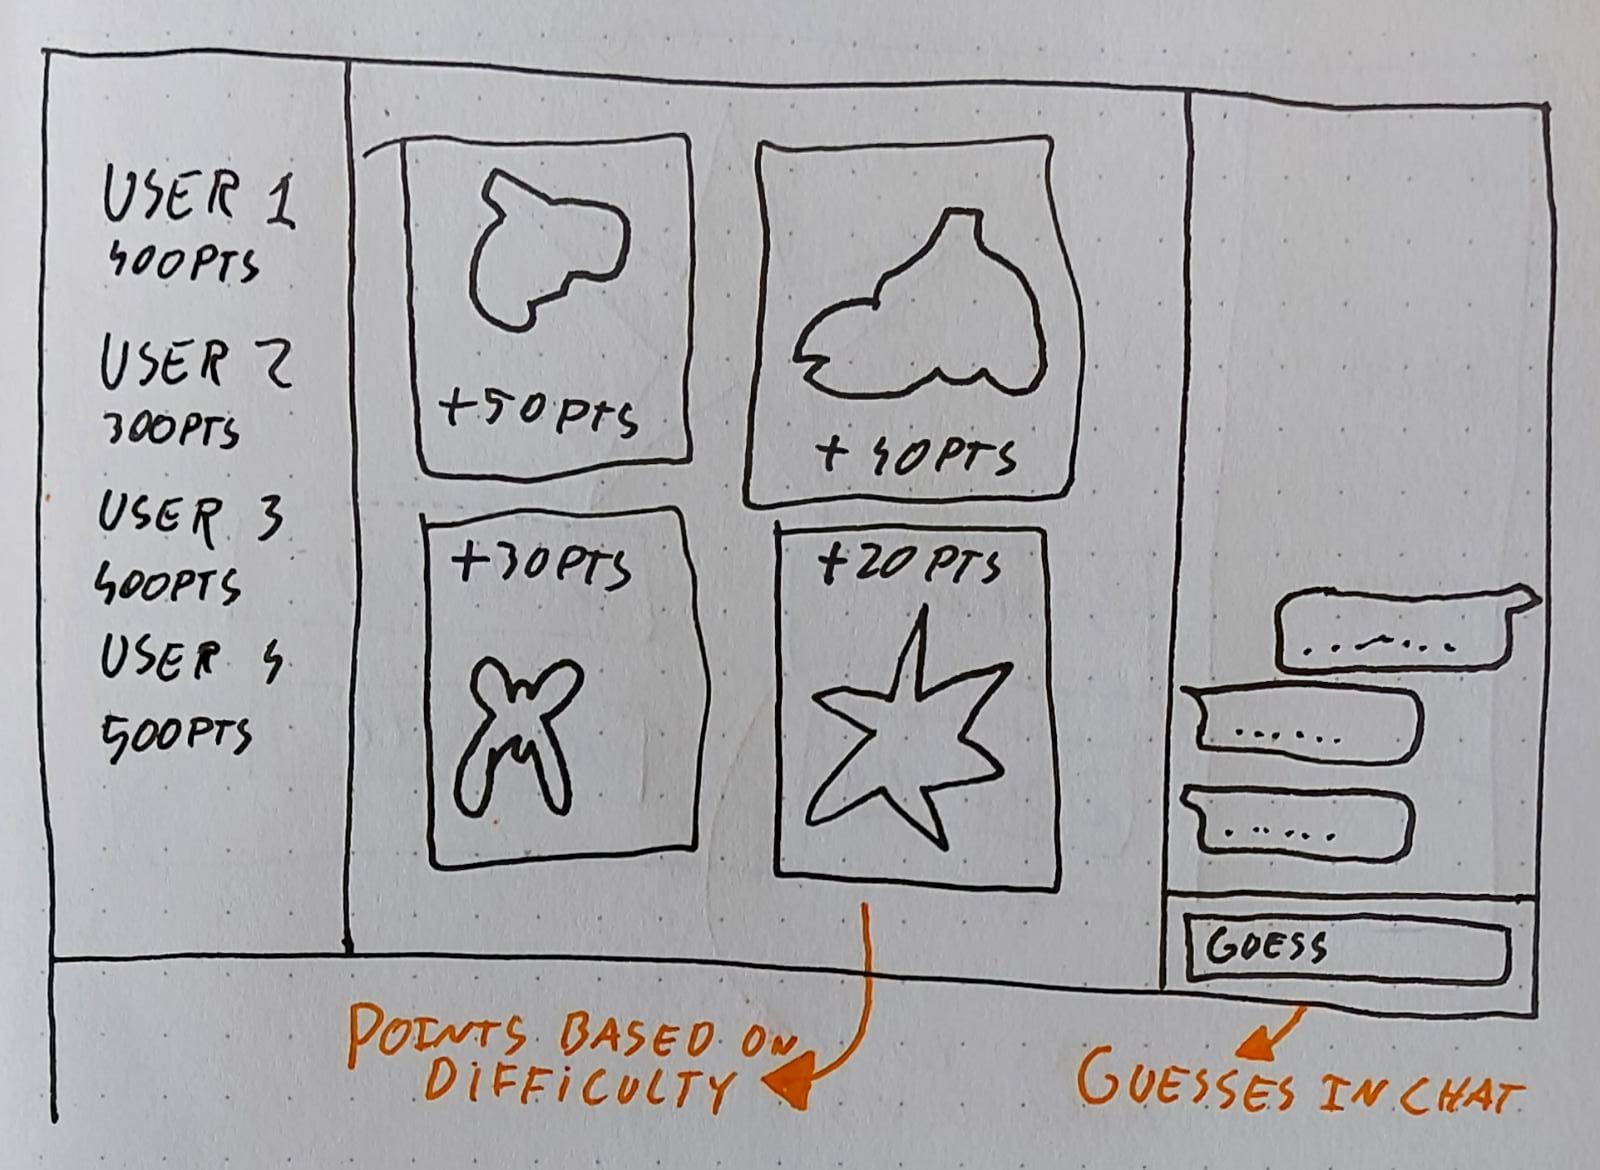 USER 1
400PTS
USER 2
300PTS
USER 3
400PTS
USER 4
500PTS
+50PTS
+40PTS
+30PTS
+20PTS
GUESS
POINTS BASED ON
DIFFICULTY
GUESSES IN CHAT